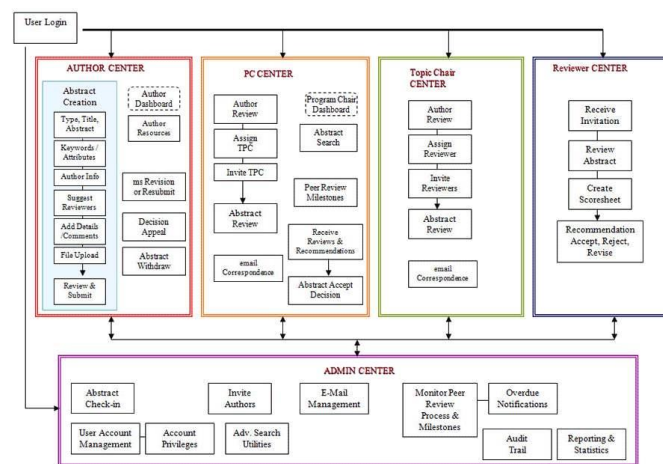 User Login
AUTHOR CENTER
Abstract
Creation
Type, Title,
Abstract
Keywords /
Attributes
Author Info
Suggest
Reviewers
Add Details
/Comments
File Upload
Review &
Submit
Author
Dashboard
Author
Resources
ms Revision
or Resubmit
Decision
Appeal
Abstract
Withdraw
PC CENTER
Author
Review
Assign
TPC
Invite TPC
Abstract
Review
email
Correspondence
Program Chair
Dashboard
Abstract
Search
Peer Review
Milestones
Receive
Reviews &
Recommendations
Abstract Accept
Decision
Topic Chair
CENTER
Author
Review
Assign
Reviewer
Invite
Reviewers
Abstract
Review
email
Correspondence
Reviewer CENTER
Receive
Invitation
Review
Abstract
Create
Scoresheet
Recommendation
Accept, Reject,
Revise
ADMIN CENTER
Abstract
Check-in
Invite
Authors
E-Mail
Management
Monitor Peer
Review
Process &
Milestones
Overdue
Notifications
User Account
Management
Account
Privileges
Adv. Search
Utilities
Audit
Trail
Reporting &
Statistics